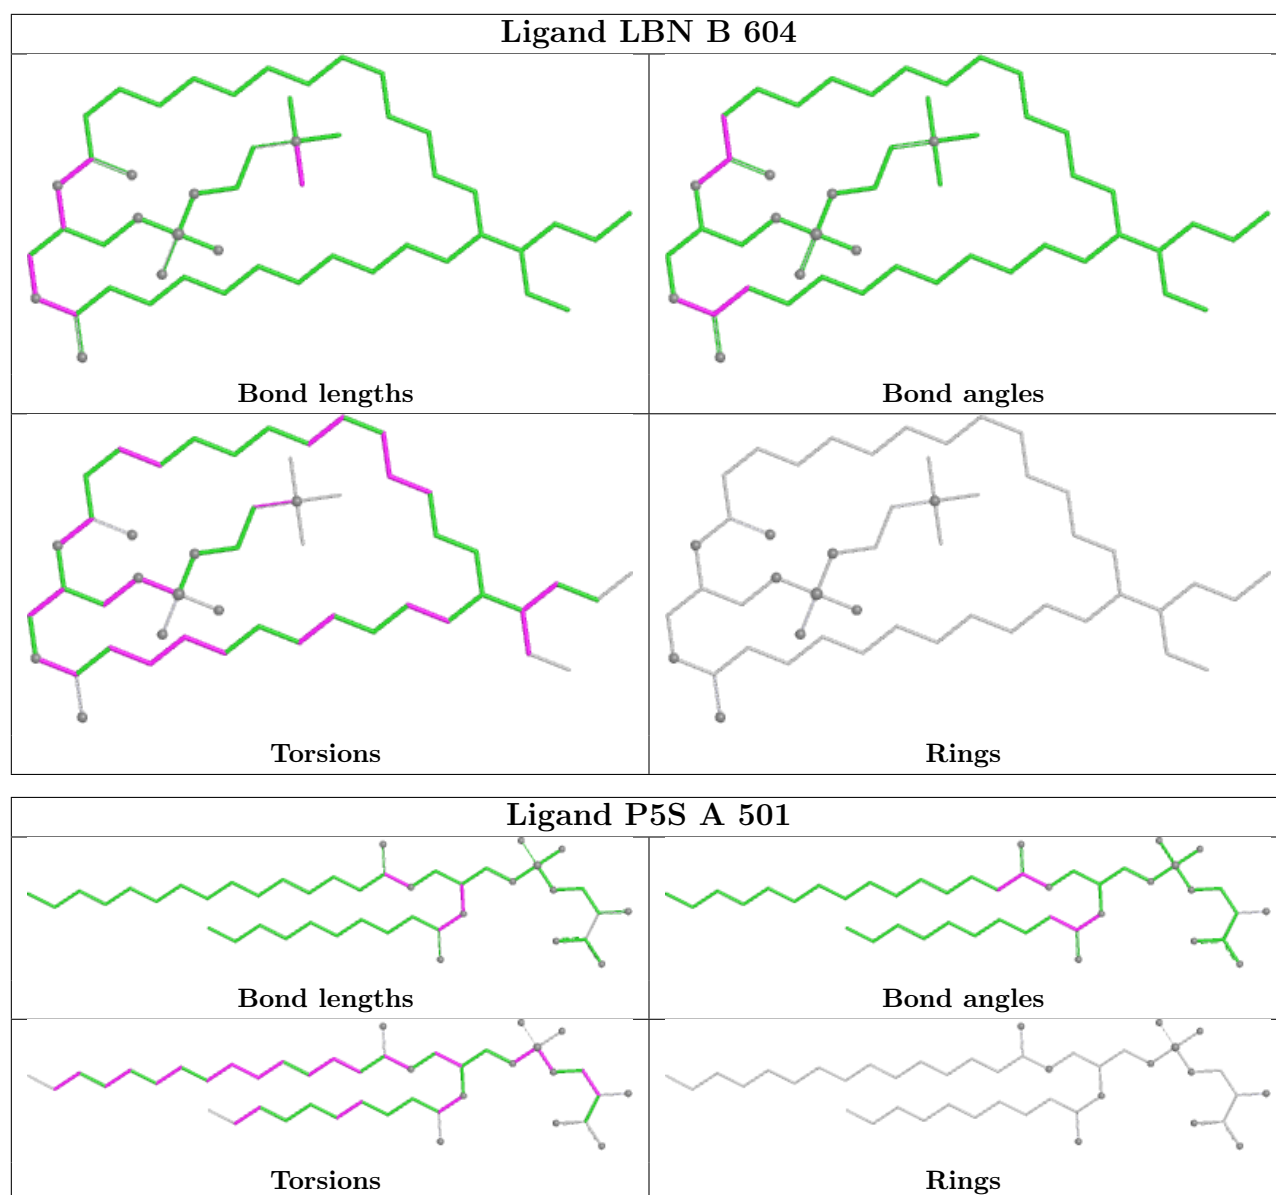 Ligand LBN B 604
Bond lengths
Bond angles
Torsions
Rings
Ligand P5S A 501
Bond lengths
Bond angles
Torsions
Rings